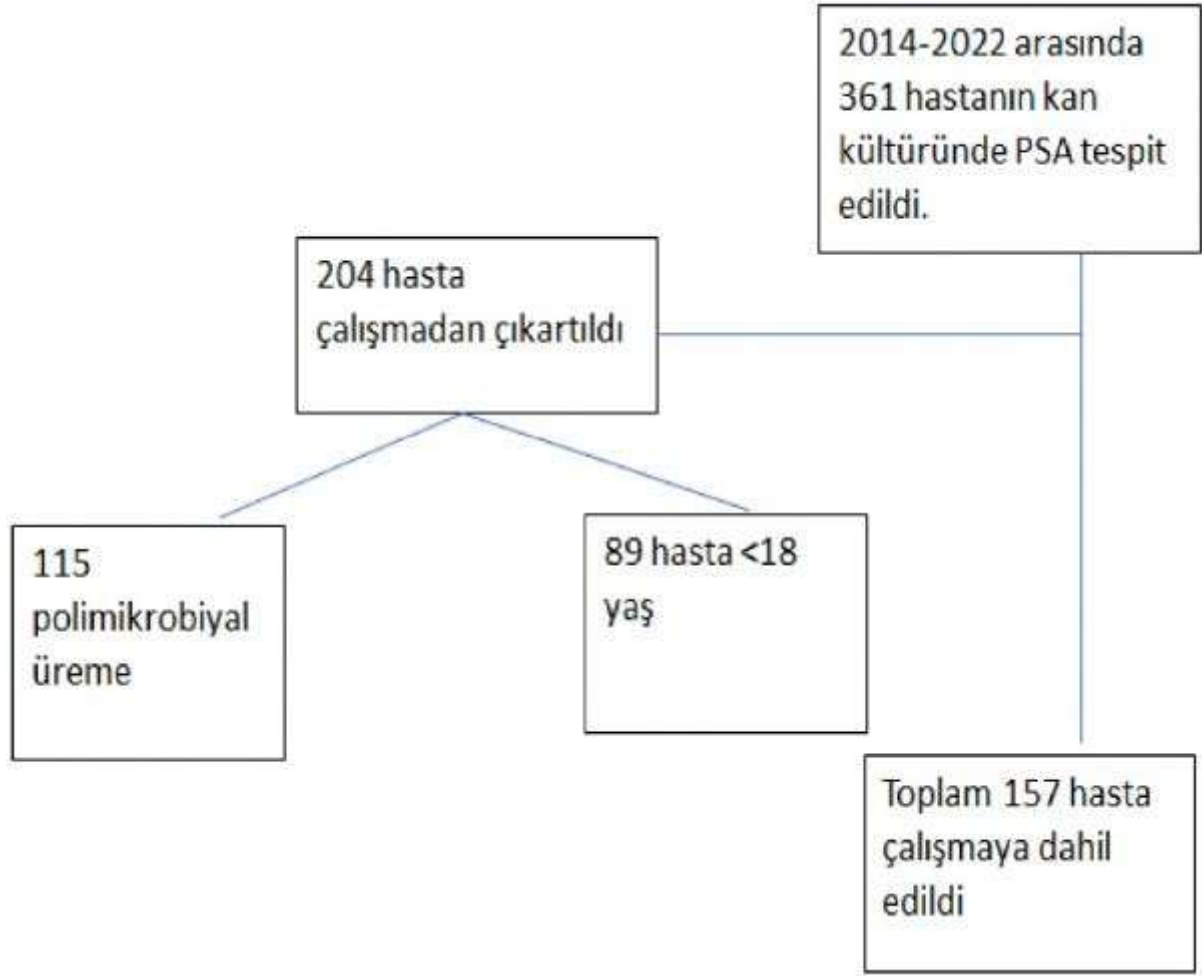 2014-2022 arasında
361 hastanın kan
kültüründe PSA tespit
edildi.
204 hasta
çalışmadan çıkartıldı
115
polimikrobiyal
üreme
89 hasta <18
yaş
Toplam 157 hasta
çalışmaya dahil
edildi